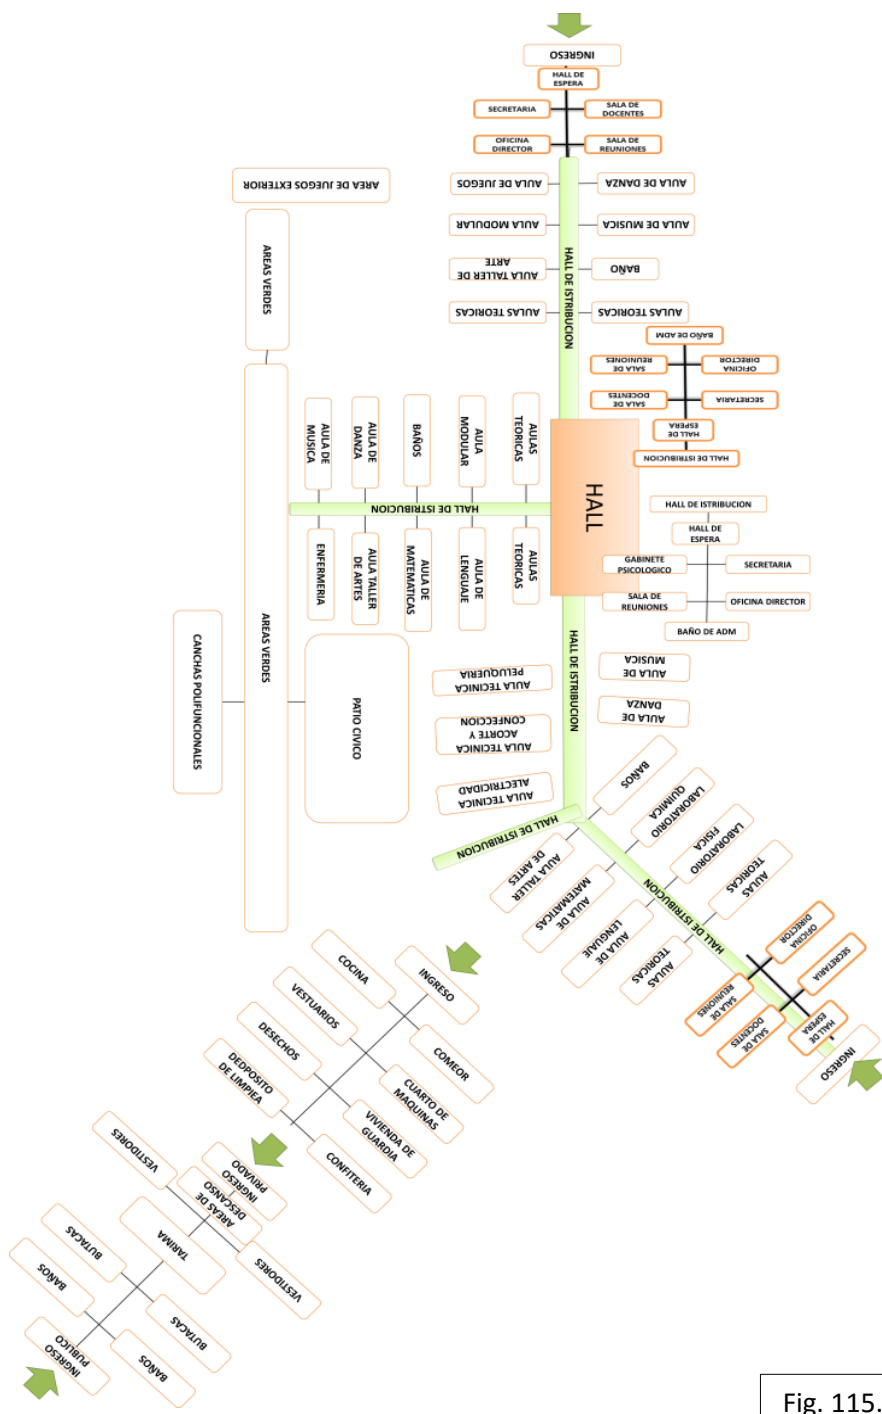 INGRESO
HALL DE
ESPERA
SECRETARIA
SALA DE
DOCENTES
OFICINA
DIRECTOR
SALA DE
REUNIONES
AREA DE JUEGOS EXTERIOR
AULA DE JUEGOS
AULA DE DANZA
AULA MODULAR
AULA DE MUSICA
AULA TALLER DE
ARTE
BAÑO
AULAS TEORICAS
AULAS TEORICAS
HALL DE ISTRIBUCION
AREAS VERDES
BAÑO DE ADM
SALA DE
REUNIONES
OFICINA
DIRECTOR
SALA DE
DOCENTES
SECRETARIA
HALL DE
ESPERA
HALL DE ISTRIBUCION
AULA DE
MUSICA
AULA DE
DANZA
BAÑOS
AULA
MODULAR
AULAS
TEORICAS
HALL
HALL DE ISTRIBUCION
ENFERMERIA
AULA TALLER
DE ARTES
AULA DE
MATEMATICAS
AULA DE
LENGUAJE
AULAS
TEORICAS
HALL DE ISTRIBUCION
HALL DE
ESPERA
GABINETE
PSICOLOGICO
SECRETARIA
SALA DE
REUNIONES
OFICINA DIRECTOR
BAÑO DE ADM
CANCHAS POLIFUNCIONALES
AREAS VERDES
PATIO CIVICO
HALL DE ISTRIBUCION
AULA TECINICA
PELUQUERIA
AULA DE
MUSICA
AULA TECINICA
ACORTE Y
CONFECCION
AULA DE
DANZA
AULA TECINICA
ALECTRICIDAD
HALL DE ISTRIBUCION
BAÑOS
LABORATORIO
QUIMICA
LABORATORIO
FISICA
AULAS
TEORICAS
HALL DE ISTRIBUCION
AULA TALLER
DE ARTES
AULA DE
MATEMATICAS
AULA DE
LENGUAJE
AULAS
TEORICAS
OFICINA
DIRECTOR
SECRETARIA
SALA DE
REUNIONES
SALA DE
DOCENTES
HALL DE
ESPERA
INGRESO
INGRESO
COCINA
VESTUARIOS
DESECHOS
DEDPOSITO
DE LIMPIEA
COMEOR
CUARTO DE
MAQUINAS
VIVIENDA DE
GUARDIA
CONFITERIA
INGRESO
PRIVADO
AREAS DE
DESCANSO
VESTIDORES
VESTIDORES
TARIMA
BUTACAS
BUTACAS
BAÑOS
BAÑOS
INGRESO
PUBLICO
Fig. 115.